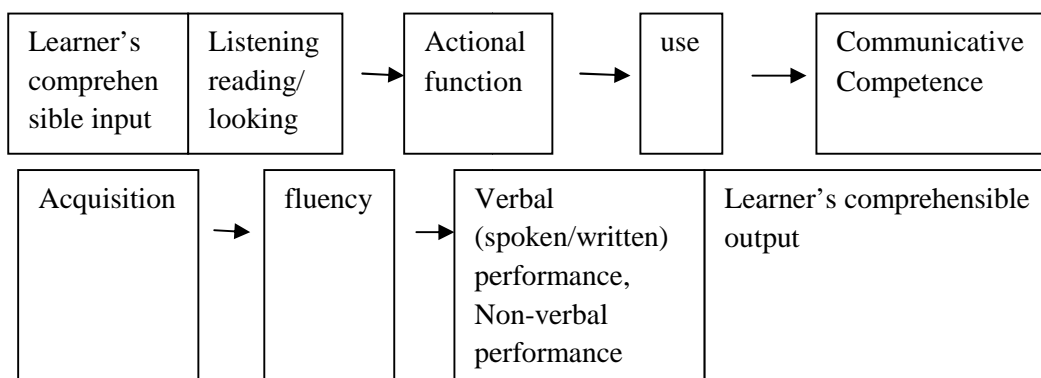 Learner’s
comprehen
sible input
Listening
reading/
looking
Actional
function
use
Communicative
Competence
Acquisition
fluency
Verbal
(spoken/written)
performance,
Non-verbal
performance
Learner’s comprehensible
output